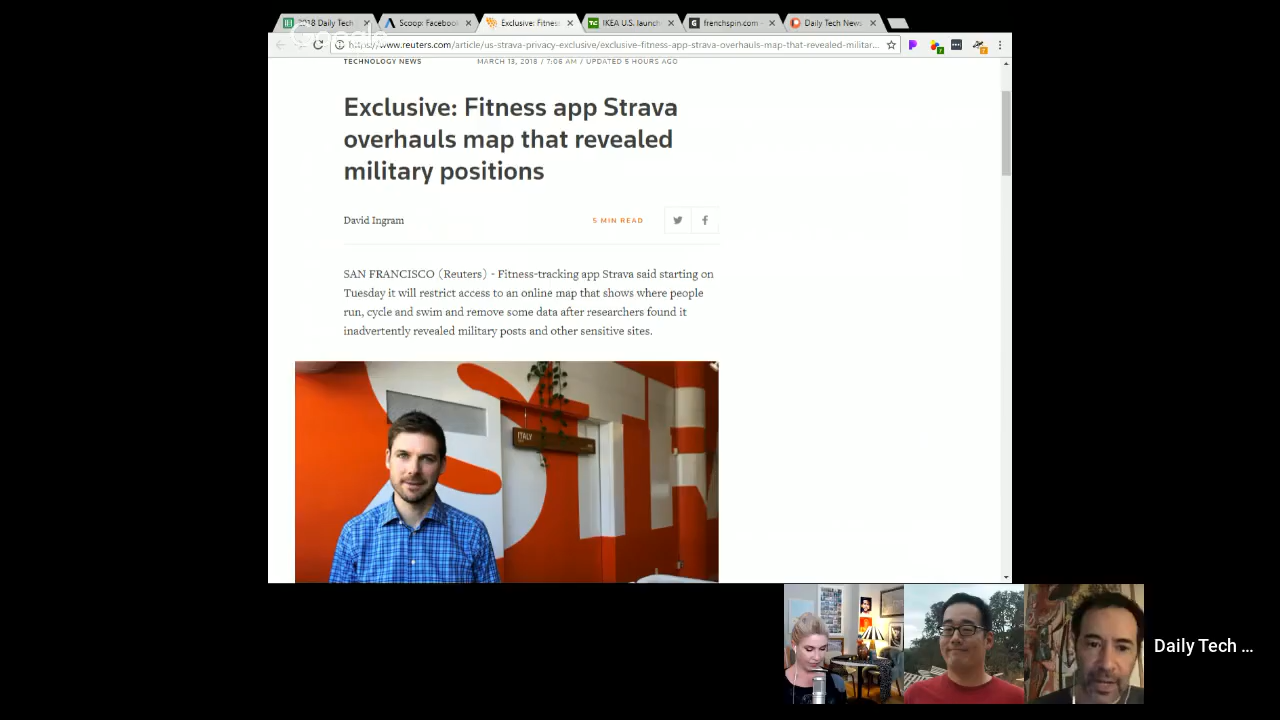 2018 Daily Tech
Scoop: Facebook
Exclusive: Fitness
IKEA U.S. launch
frenchspin.com -
Daily Tech News
Google
www.reuters.com/article/us-strava-privacy-exclusive/exclusive-fitness-app-strava-overhauls-map-that-revealed-militar...
TECHNOLOGY NEWS
MARCH 13, 2018 / 7:06 AM / UPDATED 5 HOURS AGO
Exclusive: Fitness app Strava
overhauls map that revealed
military positions
David Ingram
5 MIN READ
SAN FRANCISCO (Reuters) - Fitness-tracking app Strava said starting on
Tuesday it will restrict access to an online map that shows where people
run, cycle and swim and remove some data after researchers found it
inadvertently revealed military posts and other sensitive sites.
ITALY
Daily Tech ...